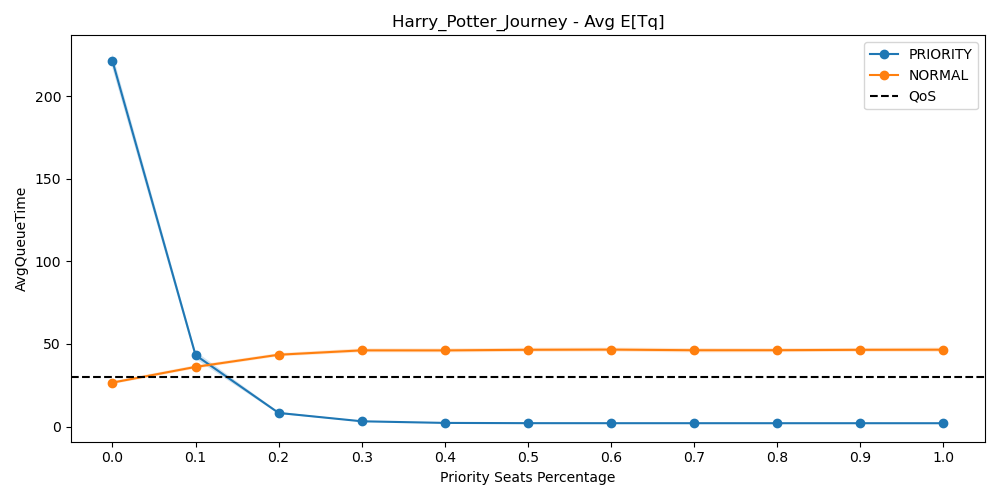 Harry_Potter_Journey - Avg E[Tq]
PRIORITY
NORMAL
QoS
AvgQueueTime
200
150
100
50
0
0.0 0.1 0.2 0.3 0.4 0.5 0.6 0.7 0.8 0.9 1.0
Priority Seats Percentage